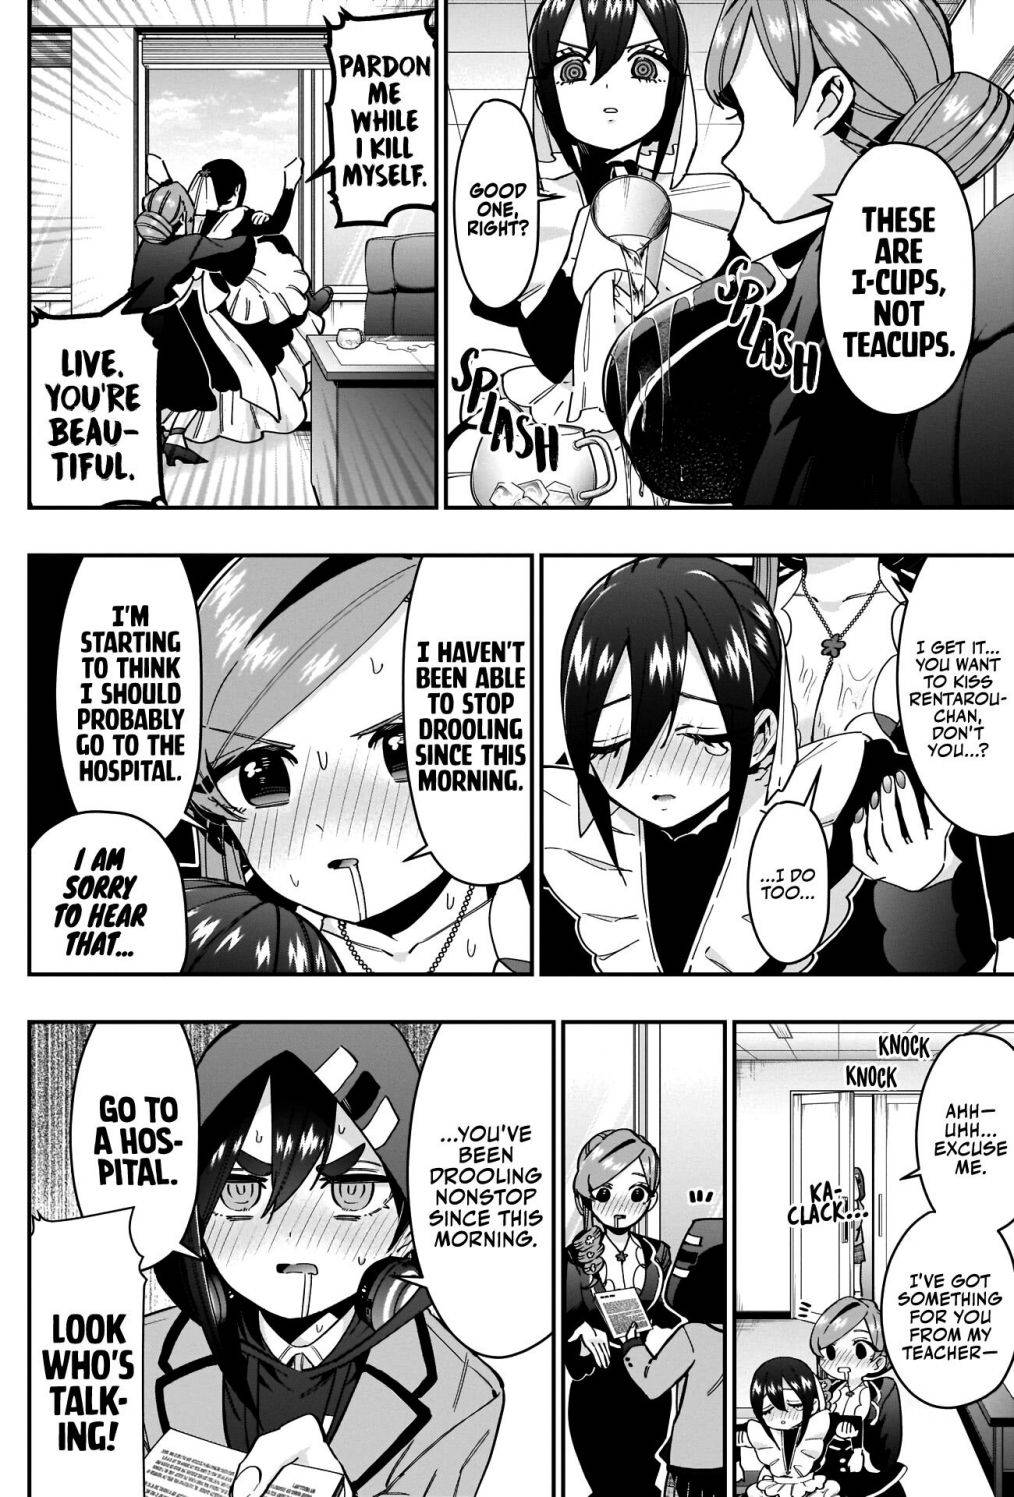 THESE
ARE
I-CUPS,
NOT
TEACUPS.
GOOD
ONE,
RIGHT?
SPLASH
SPLASH
PARDON
ME
WHILE
I KILL
MYSELF.
LIVE.
YOU'RE
BEAU-
TIFUL.
I GET IT...
YOU WANT
TO KISS
RENTAROU-
CHAN,
DON'T
YOU...?
...I DO
TOO...
I HAVEN'T
BEEN ABLE
TO STOP
DROOLING
SINCE THIS
MORNING.
I'M
STARTING
TO THINK
I SHOULD
PROBABLY
GO TO THE
HOSPITAL.
I AM
SORRY
TO HEAR
THAT...
KNOCK
KNOCK
AHH—
UHH...
EXCUSE
ME.
KA-
CLACK...
I'VE GOT
SOMETHING
FOR YOU
FROM MY
TEACHER—
...YOU'VE
BEEN
DROOLING
NONSTOP
SINCE THIS
MORNING.
GO TO
A HOS-
PITAL.
LOOK
WHO'S
TALK-
ING!